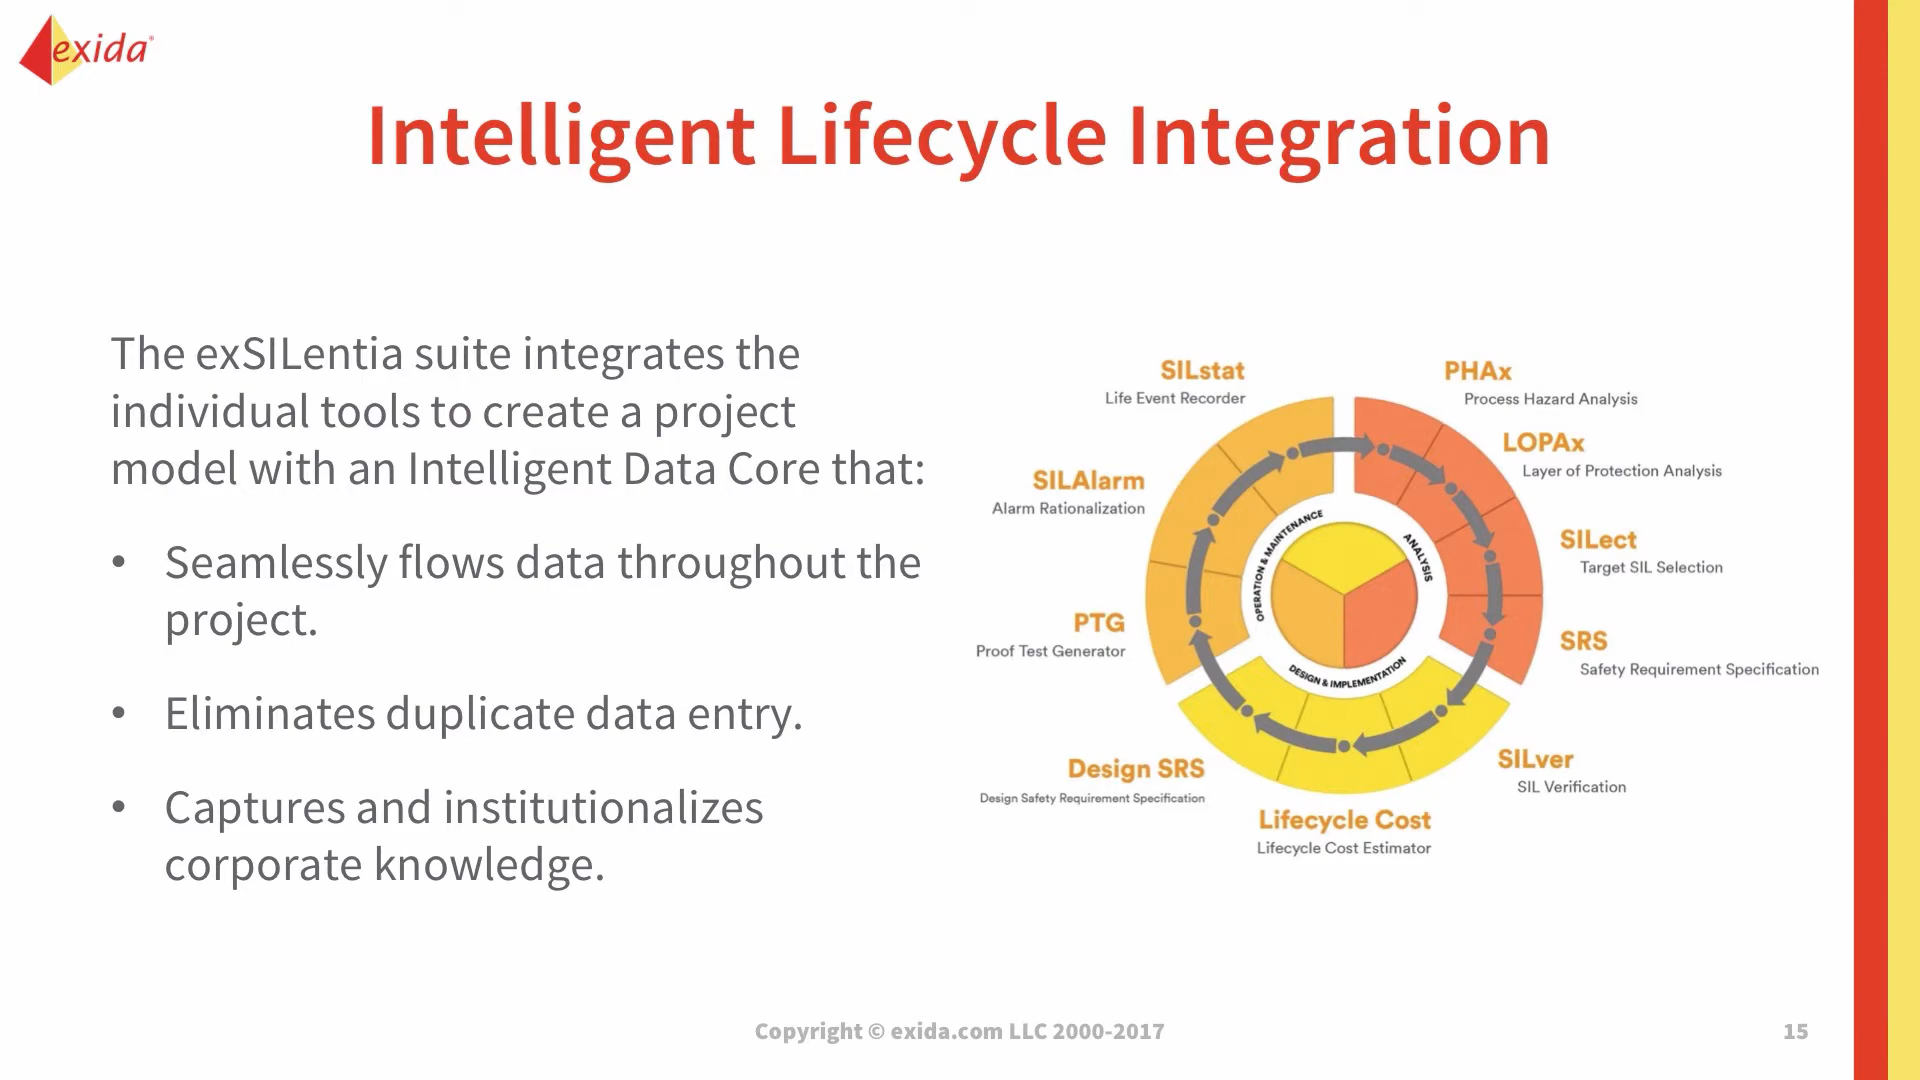 exida®
Intelligent Lifecycle Integration
The exSILentia suite integrates the
individual tools to create a project
model with an Intelligent Data Core that:
• Seamlessly flows data throughout the
project.
• Eliminates duplicate data entry.
• Captures and institutionalizes
corporate knowledge.
SILstat
Life Event Recorder
PHAx
Process Hazard Analysis
LOPAx
Layer of Protection Analysis
SILAlarm
Alarm Rationalization
SILect
Target SIL Selection
PTG
Proof Test Generator
SRS
Safety Requirement Specification
OPERATION & MAINTENANCE
ANALYSIS
DESIGN & IMPLEMENTATION
Design SRS
Design Safety Requirement Specification
SILver
SIL Verification
Lifecycle Cost
Lifecycle Cost Estimator
Copyright © exida.com LLC 2000-2017
15